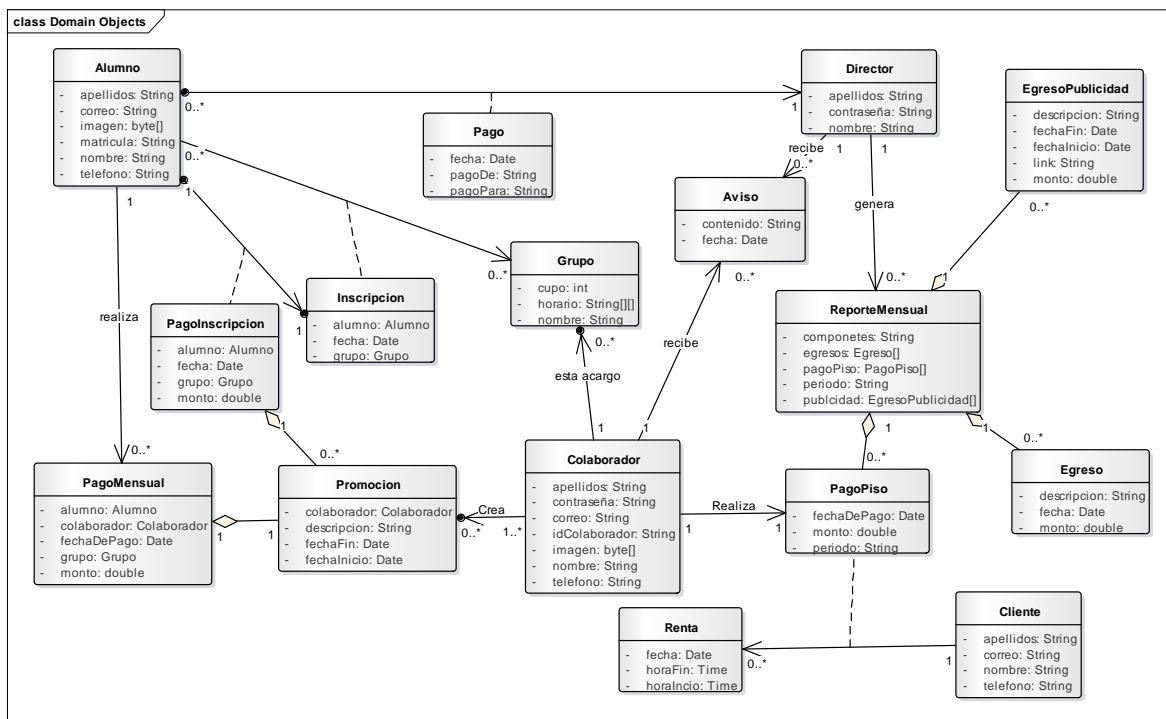 class Domain Objects
Alumno
- apellidos: String
- correo: String
- imagen: byte[]
- matricula: String
- nombre: String
- telefono: String
0..*
0..*
1
1
Pago
- fecha: Date
- pagoDe: String
- pagoPara: String
Director
- apellidos: String
- contraseña: String
- nombre: String
1
1
1
recibe
0..*
genera
0..*
EgresoPublicidad
- descripcion: String
- fechaFin: Date
- fechaInicio: Date
- link: String
- monto: double
0..*
1
Aviso
- contenido: String
- fecha: Date
0..*
recibe
1
Grupo
- cupo: int
- horario: String[][]
- nombre: String
0..*
0..*
esta acargo
1
Inscripcion
- alumno: Alumno
- fecha: Date
- grupo: Grupo
1
realiza
0..*
PagoInscripcion
- alumno: Alumno
- fecha: Date
- grupo: Grupo
- monto: double
1
0..*
ReporteMensual
- componetes: String
- egresos: Egreso[]
- pagoPiso: PagoPiso[]
- periodo: String
- publcidad: EgresoPublicidad[]
1
0..*
1
0..*
PagoMensual
- alumno: Alumno
- colaborador: Colaborador
- fechaDePago: Date
- grupo: Grupo
- monto: double
1
1
Promocion
- colaborador: Colaborador
- descripcion: String
- fechaFin: Date
- fechaInicio: Date
0..*
Crea
1..*
Colaborador
- apellidos: String
- contraseña: String
- correo: String
- idColaborador: String
- imagen: byte[]
- nombre: String
- telefono: String
Realiza
1
1
PagoPiso
- fechaDePago: Date
- monto: double
- periodo: String
Egreso
- descripcion: String
- fecha: Date
- monto: double
Renta
- fecha: Date
- horaFin: Time
- horaIncio: Time
0..*
1
Cliente
- apellidos: String
- correo: String
- nombre: String
- telefono: String